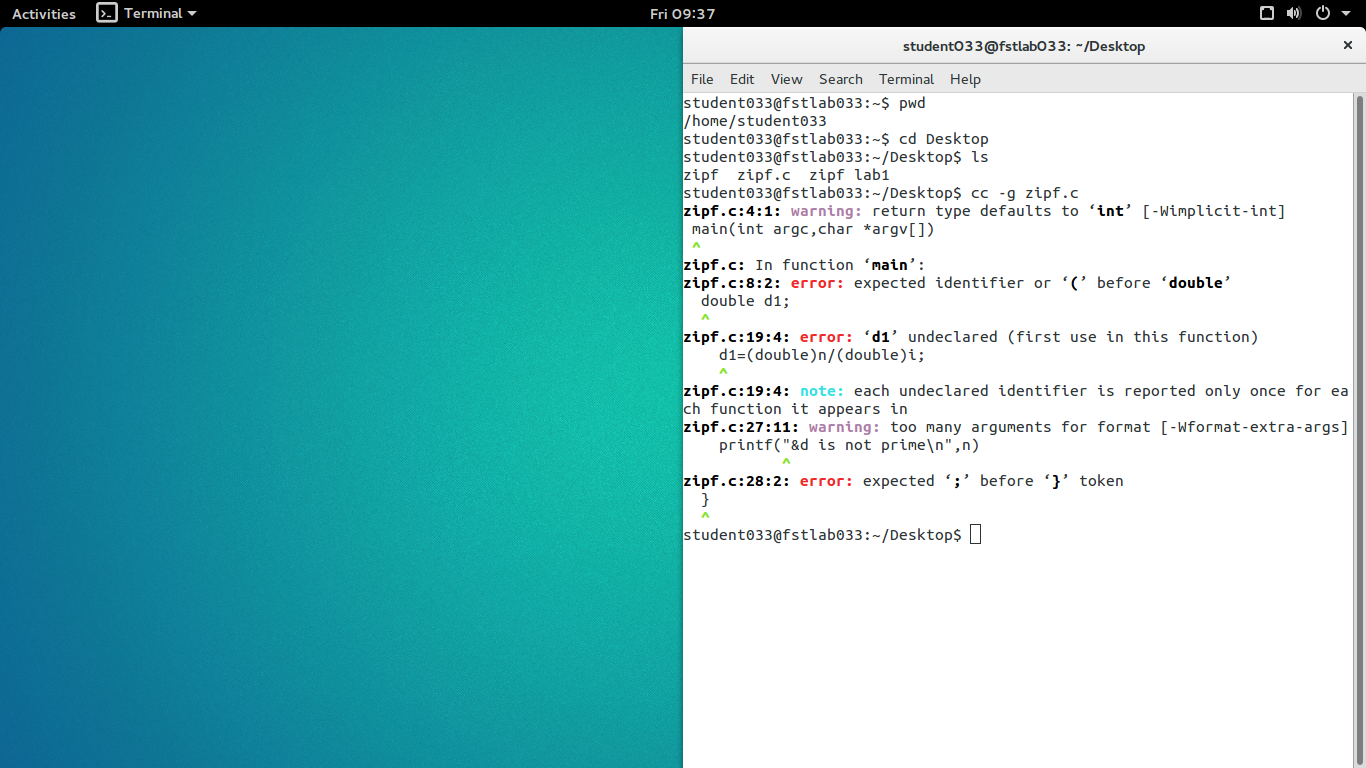 Activities Terminal Fri 09:37
student033@fstlab033: ~/Desktop ×
File Edit View Search Terminal Help
student033@fstlab033:~$ pwd
/home/student033
student033@fstlab033:~$ cd Desktop
student033@fstlab033:~/Desktop$ ls
zipf  zipf.c  zipf lab1
student033@fstlab033:~/Desktop$ cc -g zipf.c
zipf.c:4:1: warning: return type defaults to ‘int’ [-Wimplicit-int]
 main(int argc,char *argv[])
 ^
zipf.c: In function ‘main’:
zipf.c:8:2: error: expected identifier or ‘(’ before ‘double’
  double d1;
  ^
zipf.c:19:4: error: ‘d1’ undeclared (first use in this function)
    d1=(double)n/(double)i;
    ^
zipf.c:19:4: note: each undeclared identifier is reported only once for ea
ch function it appears in
zipf.c:27:11: warning: too many arguments for format [-Wformat-extra-args]
    printf("&d is not prime\n",n)
           ^
zipf.c:28:2: error: expected ‘;’ before ‘}’ token
  }
  ^
student033@fstlab033:~/Desktop$